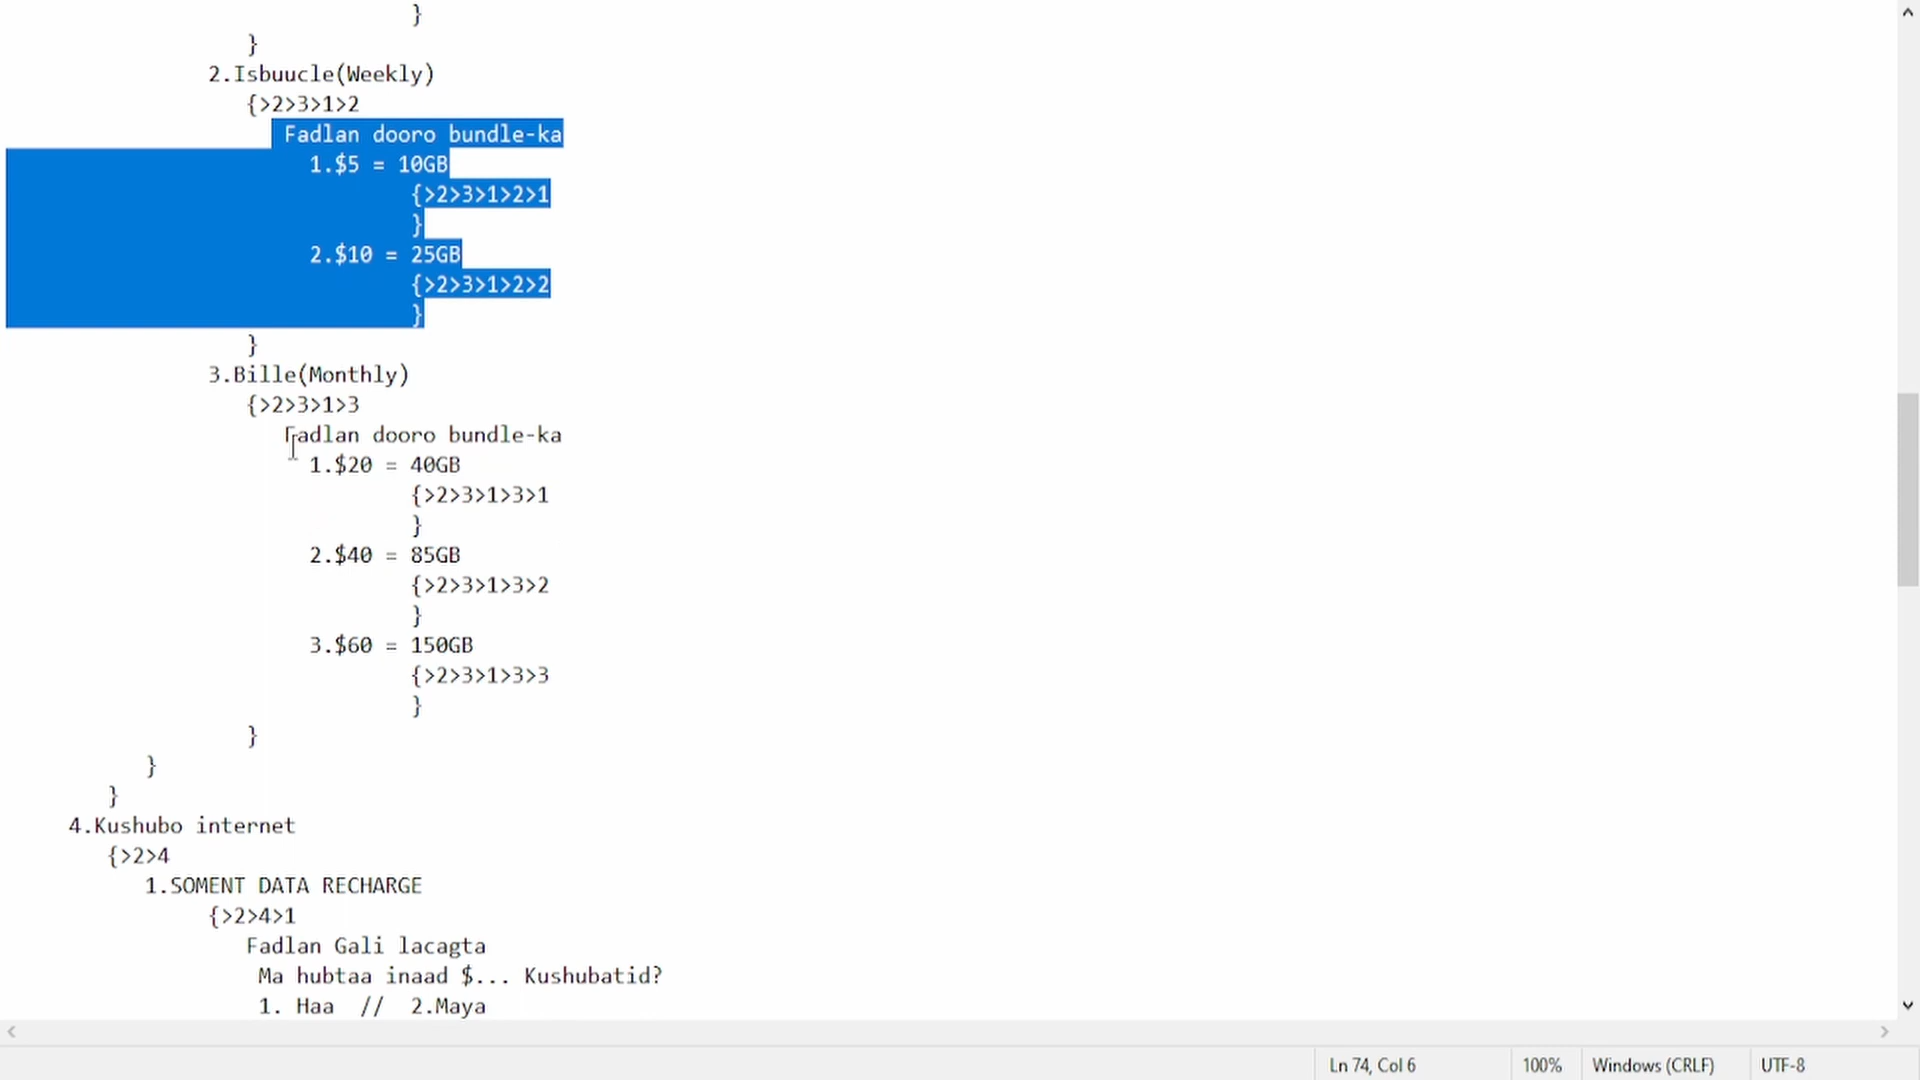 }
}
2.Isbuucle(Weekly)
{>2>3>1>2
Fadlan dooro bundle-ka
1.$5 = 10GB
{>2>3>1>2>1
}
2.$10 = 25GB
{>2>3>1>2>2
}
}
3.Bille(Monthly)
{>2>3>1>3
Fadlan dooro bundle-ka
1.$20 = 40GB
{>2>3>1>3>1
}
2.$40 = 85GB
{>2>3>1>3>2
}
3.$60 = 150GB
{>2>3>1>3>3
}
}
}
}
4.Kushubo internet
{>2>4
1.SOMENT DATA RECHARGE
{>2>4>1
Fadlan Gali lacagta
Ma hubtaa inaad $... Kushubatid?
1. Haa // 2.Maya
Ln 74, Col 6 100% Windows (CRLF) UTF-8